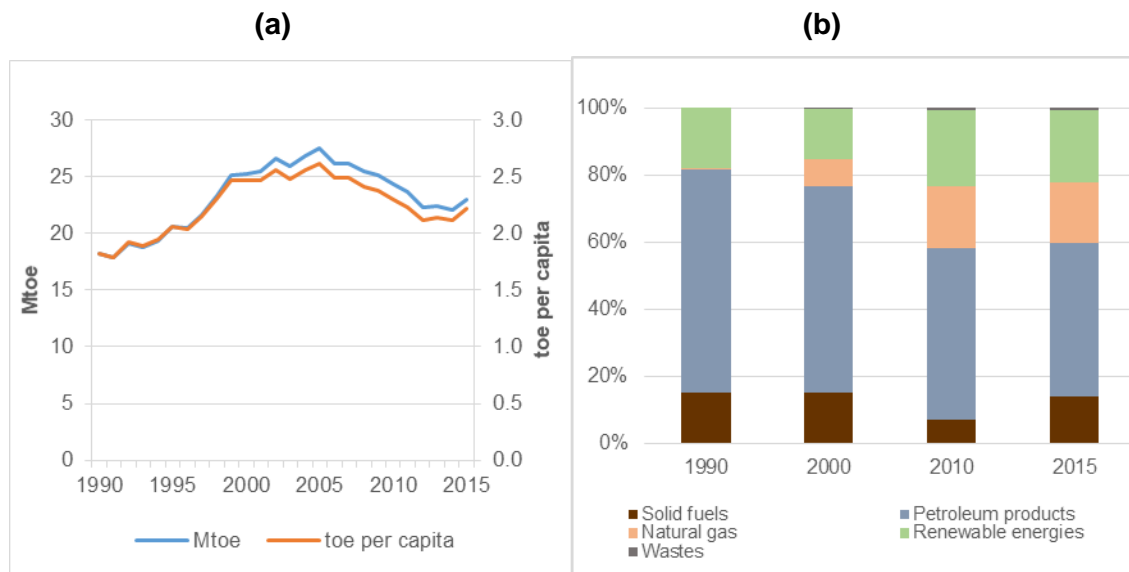 (a)
30
25
20
15
10
5
0
Mtoe
3.0
2.5
2.0
1.5
1.0
0.5
0.0
toe per capita
1990 1995 2000 2005 2010 2015
Mtoe toe per capita
(b)
100%
80%
60%
40%
20%
0%
1990 2000 2010 2015
Solid fuels Petroleum products
Natural gas Renewable energies
Wastes